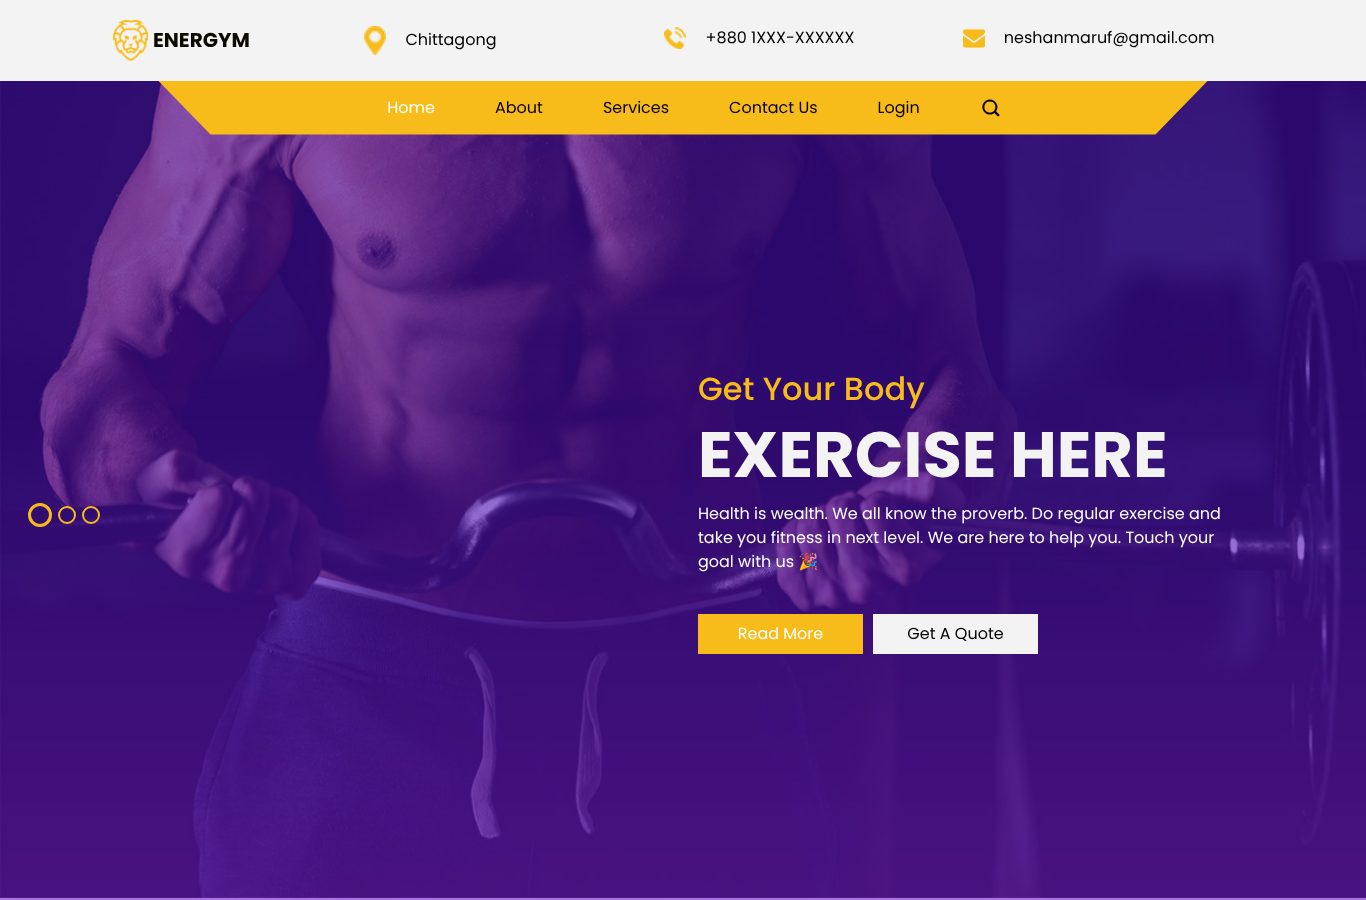 ENERGYM
Chittagong
+880 1XXX-XXXXXX
neshanmaruf@gmail.com
Home About Services Contact Us Login
Get Your Body
EXERCISE HERE
Health is wealth. We all know the proverb. Do regular exercise and
take you fitness in next level. We are here to help you. Touch your
goal with us 🎉
Read More Get A Quote